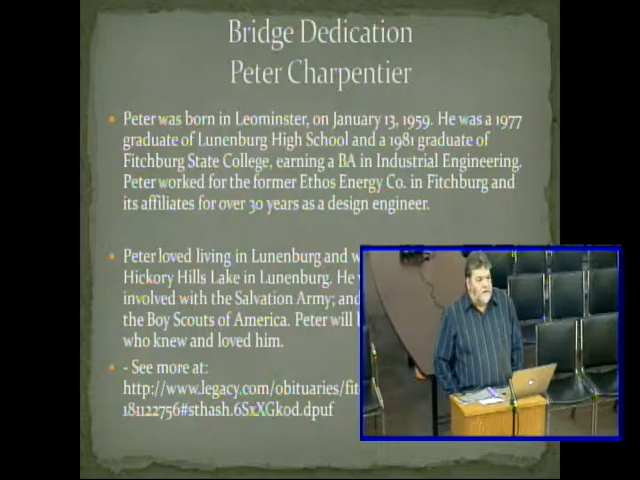 Bridge Dedication
Peter Charpentier
• Peter was born in Leominster, on January 13, 1959. He was a 1977
graduate of Lunenburg High School and a 1981 graduate of
Fitchburg State College, earning a BA in Industrial Engineering.
Peter worked for the former Ethos Energy Co. in Fitchburg and
its affiliates for over 30 years as a design engineer.
• Peter loved living in Lunenburg and
Hickory Hills Lake in Lunenburg. He
involved with the Salvation Army; and
the Boy Scouts of America. Peter will
who knew and loved him.
• - See more at:
http://www.legacy.com/obituaries/fit
181122756#sthash.6SxXGkod.dpuf